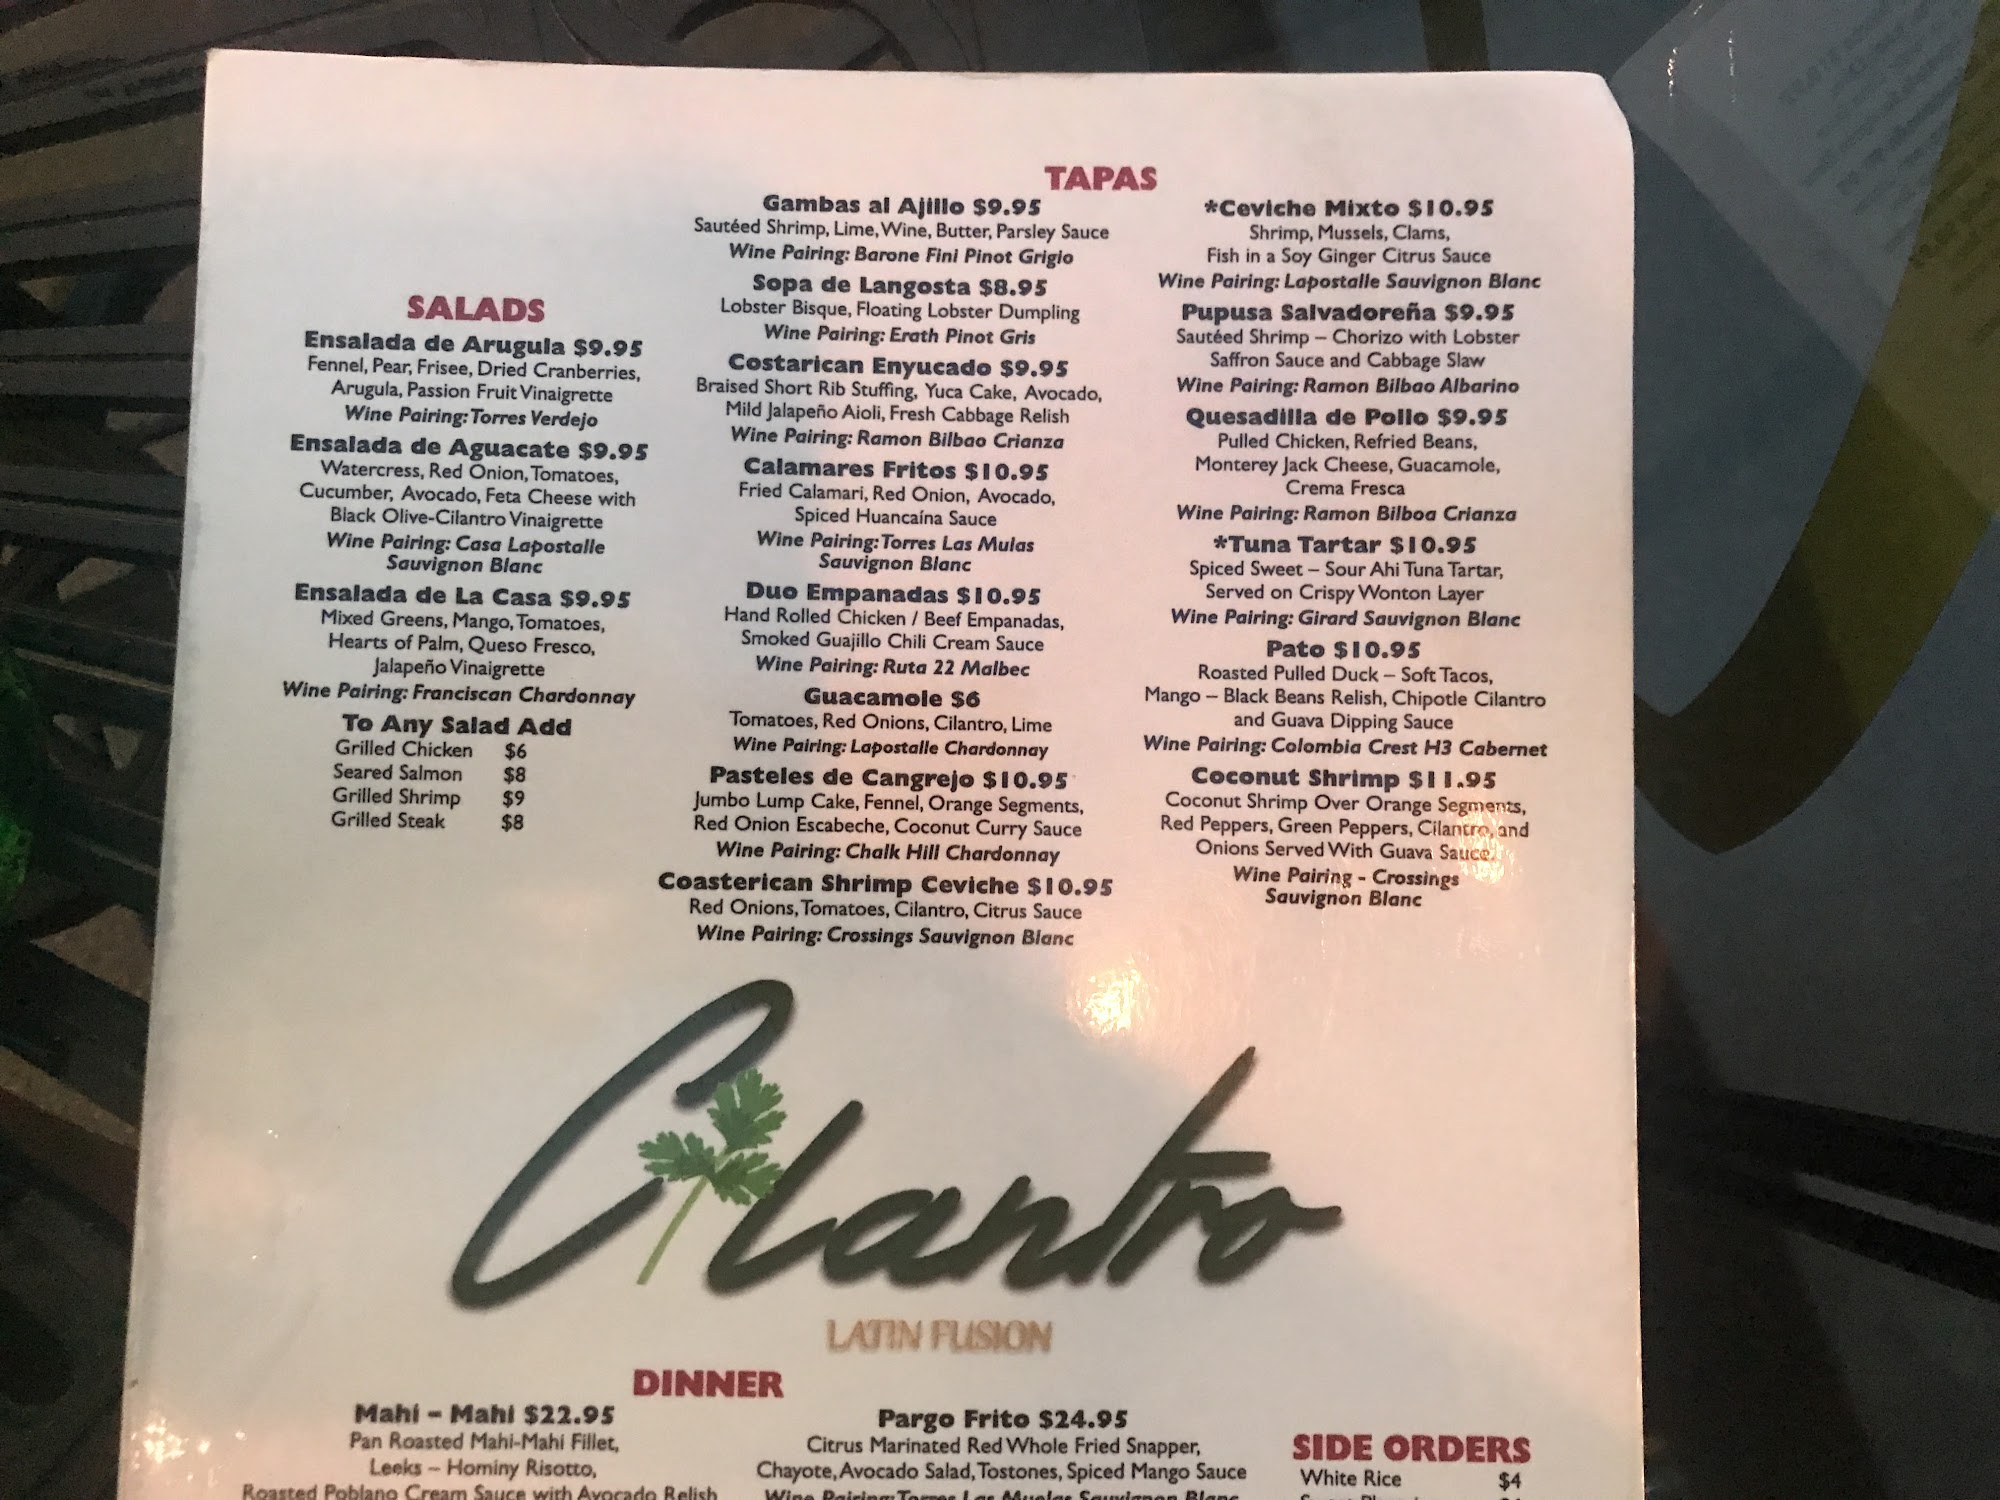 SALADS
Ensalada de Arugula $9.95
Fennel, Pear, Frisee, Dried Cranberries,
Arugula, Passion Fruit Vinaigrette
Wine Pairing: Torres Verdejo
Ensalada de Aguacate $9.95
Watercress, Red Onion, Tomatoes,
Cucumber, Avocado, Feta Cheese with
Black Olive-Cilantro Vinaigrette
Wine Pairing: Casa Lapostalle
Sauvignon Blanc
Ensalada de La Casa $9.95
Mixed Greens, Mango, Tomatoes,
Hearts of Palm, Queso Fresco,
Jalapeño Vinaigrette
Wine Pairing: Franciscan Chardonnay
To Any Salad Add
Grilled Chicken $6
Seared Salmon $8
Grilled Shrimp $9
Grilled Steak $8
TAPAS
Gambas al Ajillo $9.95
Sautéed Shrimp, Lime, Wine, Butter, Parsley Sauce
Wine Pairing: Barone Fini Pinot Grigio
Sopa de Langosta $8.95
Lobster Bisque, Floating Lobster Dumpling
Wine Pairing: Erath Pinot Gris
Costarican Enyucado $9.95
Braised Short Rib Stuffing, Yuca Cake, Avocado,
Mild Jalapeño Aioli, Fresh Cabbage Relish
Wine Pairing: Ramon Bilbao Crianza
Calamares Fritos $10.95
Fried Calamari, Red Onion, Avocado,
Spiced Huancaína Sauce
Wine Pairing: Torres Las Mulas
Sauvignon Blanc
Duo Empanadas $10.95
Hand Rolled Chicken / Beef Empanadas,
Smoked Guajillo Chili Cream Sauce
Wine Pairing: Ruta 22 Malbec
Guacamole $6
Tomatoes, Red Onions, Cilantro, Lime
Wine Pairing: Lapostalle Chardonnay
Pasteles de Cangrejo $10.95
Jumbo Lump Cake, Fennel, Orange Segments,
Red Onion Escabeche, Coconut Curry Sauce
Wine Pairing: Chalk Hill Chardonnay
Coasterican Shrimp Ceviche $10.95
Red Onions, Tomatoes, Cilantro, Citrus Sauce
Wine Pairing: Crossings Sauvignon Blanc
*Ceviche Mixto $10.95
Shrimp, Mussels, Clams,
Fish in a Soy Ginger Citrus Sauce
Wine Pairing: Lapostalle Sauvignon Blanc
Pupusa Salvadoreña $9.95
Sautéed Shrimp – Chorizo with Lobster
Saffron Sauce and Cabbage Slaw
Wine Pairing: Ramon Bilbao Albarino
Quesadilla de Pollo $9.95
Pulled Chicken, Refried Beans,
Monterey Jack Cheese, Guacamole,
Crema Fresca
Wine Pairing: Ramon Bilboa Crianza
*Tuna Tartar $10.95
Spiced Sweet – Sour Ahi Tuna Tartar,
Served on Crispy Wonton Layer
Wine Pairing: Girard Sauvignon Blanc
Pato $10.95
Roasted Pulled Duck – Soft Tacos,
Mango – Black Beans Relish, Chipotle Cilantro
and Guava Dipping Sauce
Wine Pairing: Colombia Crest H3 Cabernet
Coconut Shrimp $11.95
Coconut Shrimp Over Orange Segments,
Red Peppers, Green Peppers, Cilantro, and
Onions Served With Guava Sauce.
Wine Pairing - Crossings
Sauvignon Blanc
Cilantro
LATIN FUSION
DINNER
Mahi – Mahi $22.95
Pan Roasted Mahi-Mahi Fillet,
Leeks – Hominy Risotto,
Roasted Poblano Cream Sauce with Avocado Relish
Pargo Frito $24.95
Citrus Marinated Red Whole Fried Snapper,
Chayote, Avocado Salad, Tostones, Spiced Mango Sauce
Wine Pairing: Torres Las Muelas Sauvignon Blanc
SIDE ORDERS
White Rice $4